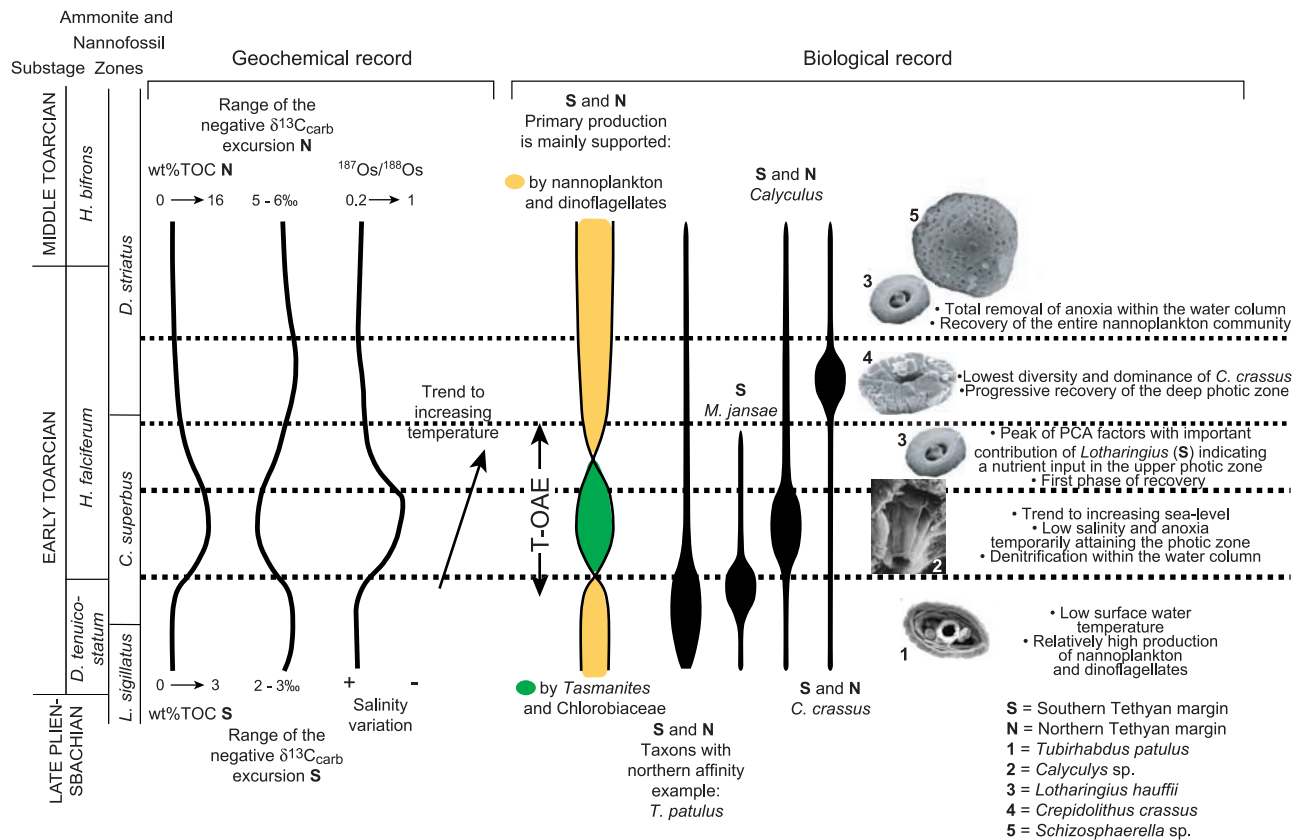 Ammonite and
Nannofossil
Substage Zones
Geochemical record
Biological record
MIDDLE TOARCIAN
EARLY TOARCIAN
LATE PLIEN-
SBACHIAN
H. bifrons
H. falciferum
D. tenuico-
statum
D. striatus
C. superbus
L. sigillatus
Range of the
negative δ13Ccarb
excursion N
wt%TOC N
0 → 16
5 - 6‰
187Os/188Os
0.2 → 1
Trend to
increasing
temperature
0 → 3
wt%TOC S
2 - 3‰
Range of the
negative δ13Ccarb
excursion S
+ -
Salinity
variation
S and N
Primary production
is mainly supported:
by nannoplankton
and dinoflagellates
T-OAE
by Tasmanites
and Chlorobiaceae
S and N
Taxons with
northern affinity
example:
T. patulus
S
M. jansae
S and N
Calyculus
S and N
C. crassus
5
3
• Total removal of anoxia within the water column
• Recovery of the entire nannoplankton community
4
• Lowest diversity and dominance of C. crassus
• Progressive recovery of the deep photic zone
3
• Peak of PCA factors with important
contribution of Lotharingius (S) indicating
a nutrient input in the upper photic zone
• First phase of recovery
2
• Trend to increasing sea-level
• Low salinity and anoxia
temporarily attaining the photic zone
• Denitrification within the water column
1
• Low surface water
temperature
• Relatively high production
of nannoplankton
and dinoflagellates
S = Southern Tethyan margin
N = Northern Tethyan margin
1 = Tubirhabdus patulus
2 = Calyculys sp.
3 = Lotharingius hauffii
4 = Crepidolithus crassus
5 = Schizosphaerella sp.